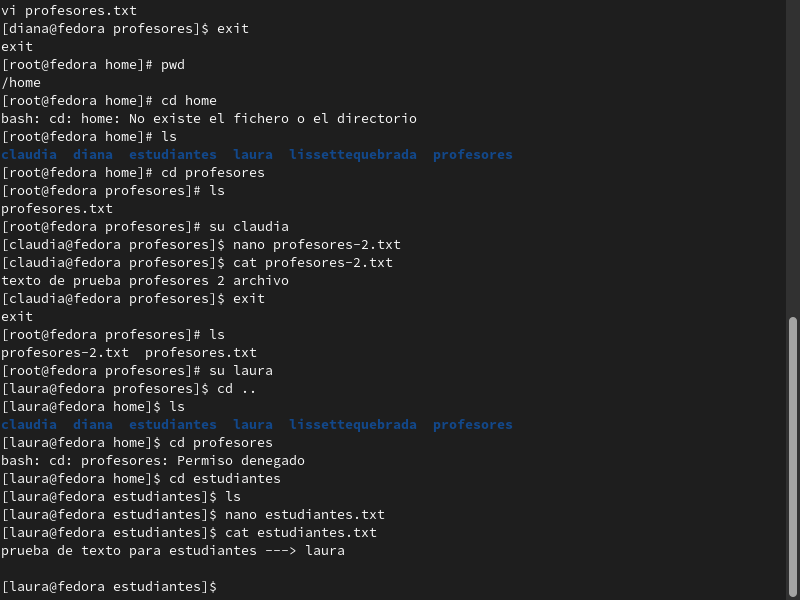 vi profesores.txt
[diana@fedora profesores]$ exit
exit
[root@fedora home]# pwd
/home
[root@fedora home]# cd home
bash: cd: home: No existe el fichero o el directorio
[root@fedora home]# ls
claudia  diana  estudiantes  laura  lissettequebrada  profesores
[root@fedora home]# cd profesores
[root@fedora profesores]# ls
profesores.txt
[root@fedora profesores]# su claudia
[claudia@fedora profesores]$ nano profesores-2.txt
[claudia@fedora profesores]$ cat profesores-2.txt
texto de prueba profesores 2 archivo
[claudia@fedora profesores]$ exit
exit
[root@fedora profesores]# ls
profesores-2.txt  profesores.txt
[root@fedora profesores]# su laura
[laura@fedora profesores]$ cd ..
[laura@fedora home]$ ls
claudia  diana  estudiantes  laura  lissettequebrada  profesores
[laura@fedora home]$ cd profesores
bash: cd: profesores: Permiso denegado
[laura@fedora home]$ cd estudiantes
[laura@fedora estudiantes]$ ls
[laura@fedora estudiantes]$ nano estudiantes.txt
[laura@fedora estudiantes]$ cat estudiantes.txt
prueba de texto para estudiantes ---> laura
[laura@fedora estudiantes]$